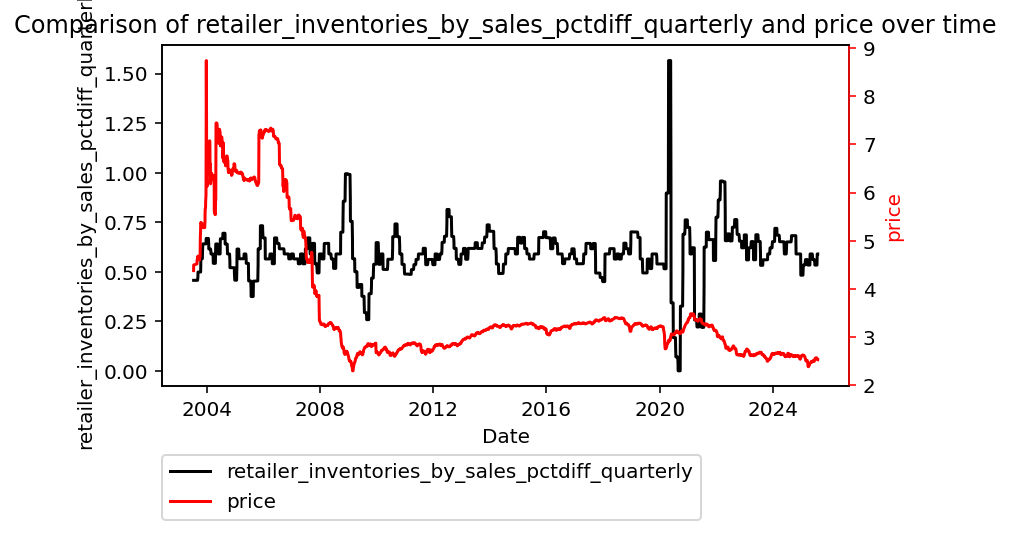 Comparison of retailer_inventories_by_sales_pctdiff_quarterly and price over time
retailer_inventories_by_sales_pctdiff_quarterly
1.50
1.25
1.00
0.75
0.50
0.25
0.00
9
8
7
6
5
4
3
2
price
2004 2008 2012 2016 2020 2024
Date
retailer_inventories_by_sales_pctdiff_quarterly
price